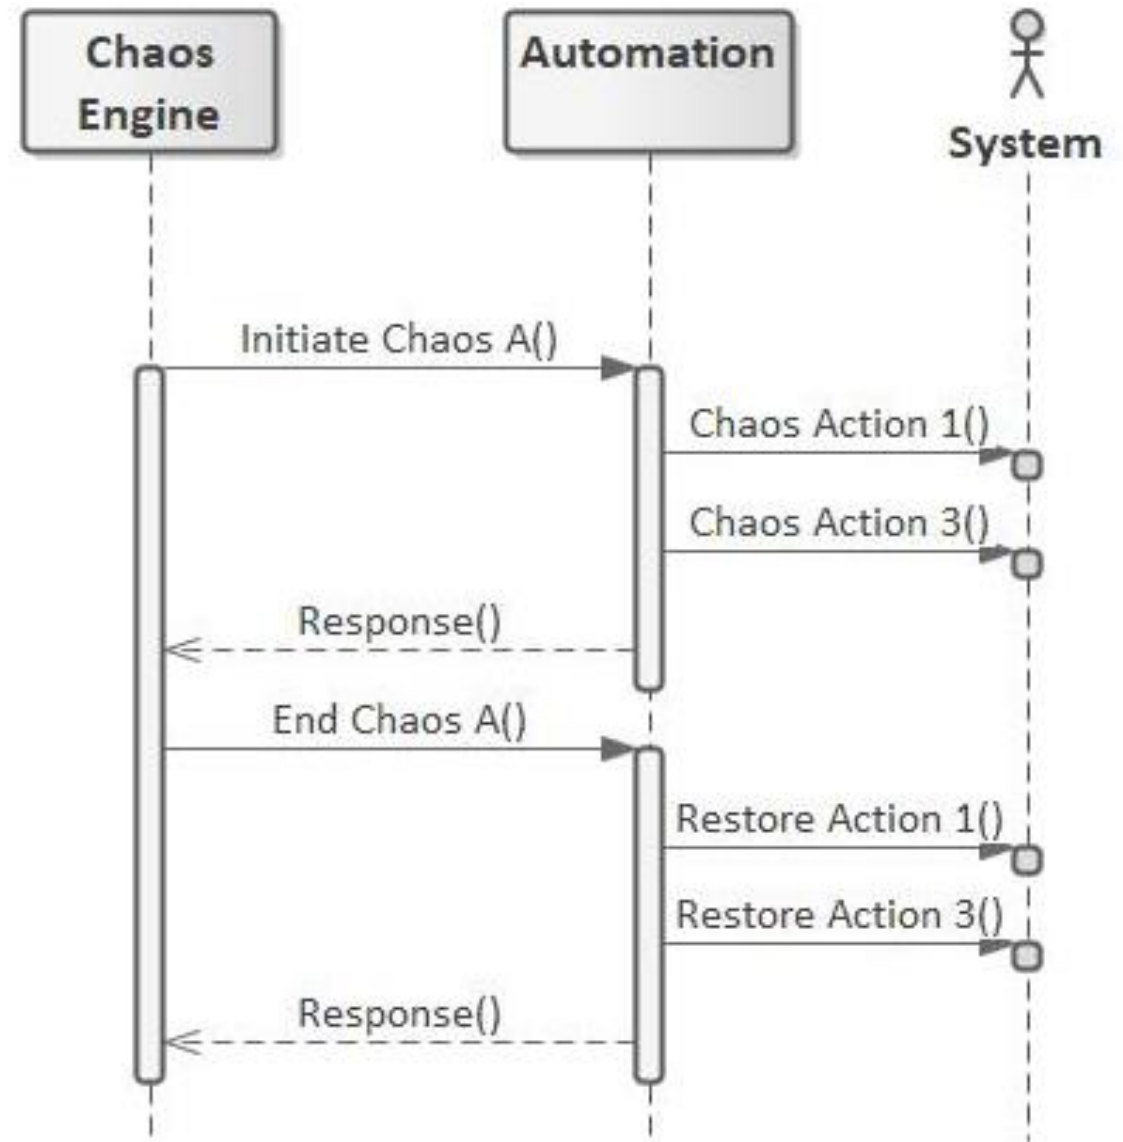 Chaos
Engine
Automation
System
Initiate Chaos A()
Chaos Action 1()
Chaos Action 3()
Response()
End Chaos A()
Restore Action 1()
Restore Action 3()
Response()